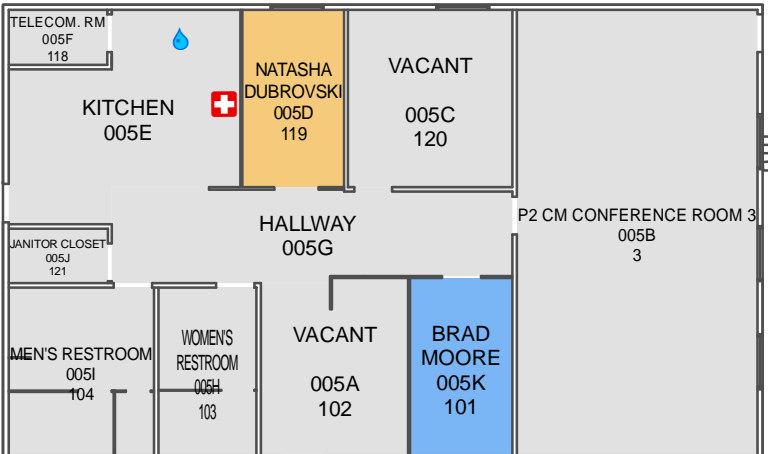 TELECOM. RM
005F
118
KITCHEN
005E
NATASHA
DUBROVSKI
005D
119
VACANT
005C
120
P2 CM CONFERENCE ROOM 3
005B
3
HALLWAY
005G
JANITOR CLOSET
005J
121
MEN'S RESTROOM
005I
104
WOMEN'S
RESTROOM
005H
103
VACANT
005A
102
BRAD
MOORE
005K
101